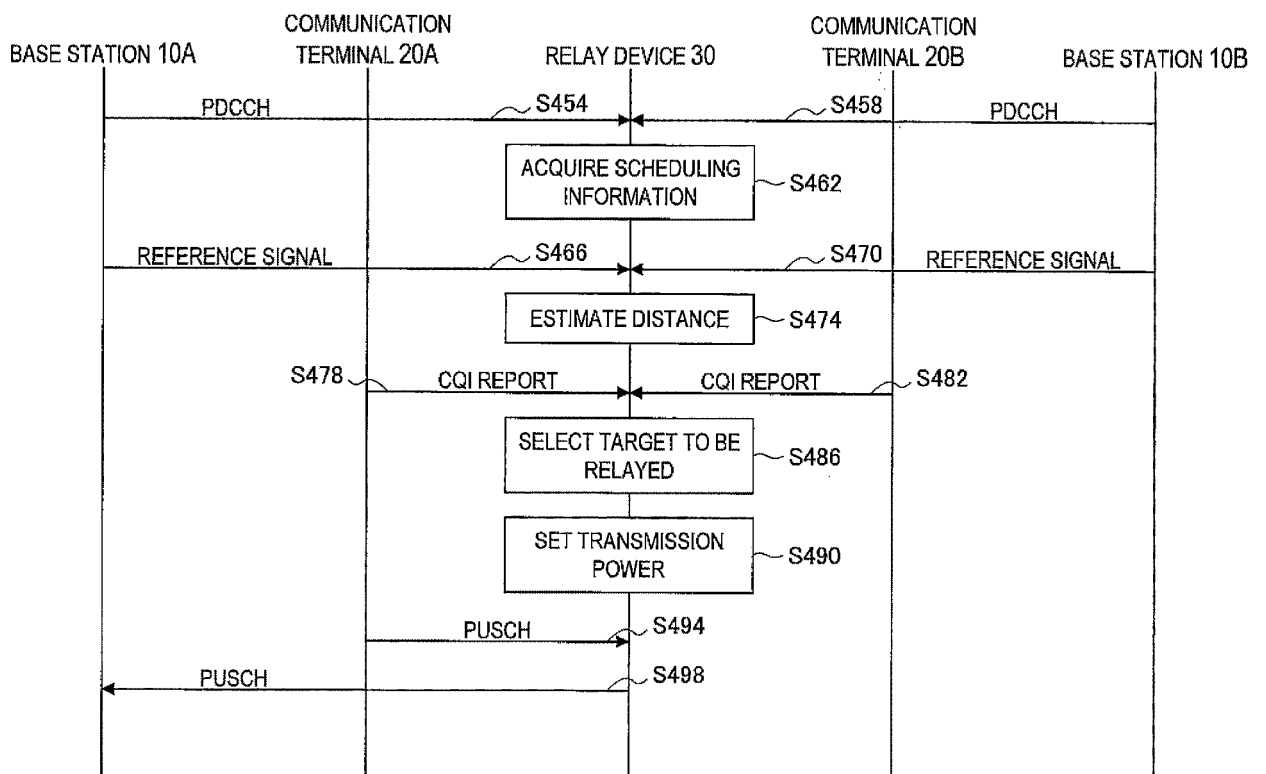 BASE STATION 10A
COMMUNICATION
TERMINAL 20A
RELAY DEVICE 30
COMMUNICATION
TERMINAL 20B
BASE STATION 10B
PDCCH
S454
S458
PDCCH
ACQUIRE SCHEDULING
INFORMATION
S462
REFERENCE SIGNAL
S466
S470
REFERENCE SIGNAL
ESTIMATE DISTANCE
S474
S478
CQI REPORT
CQI REPORT
S482
SELECT TARGET TO BE
RELAYED
S486
SET TRANSMISSION
POWER
S490
PUSCH
S494
PUSCH
S498